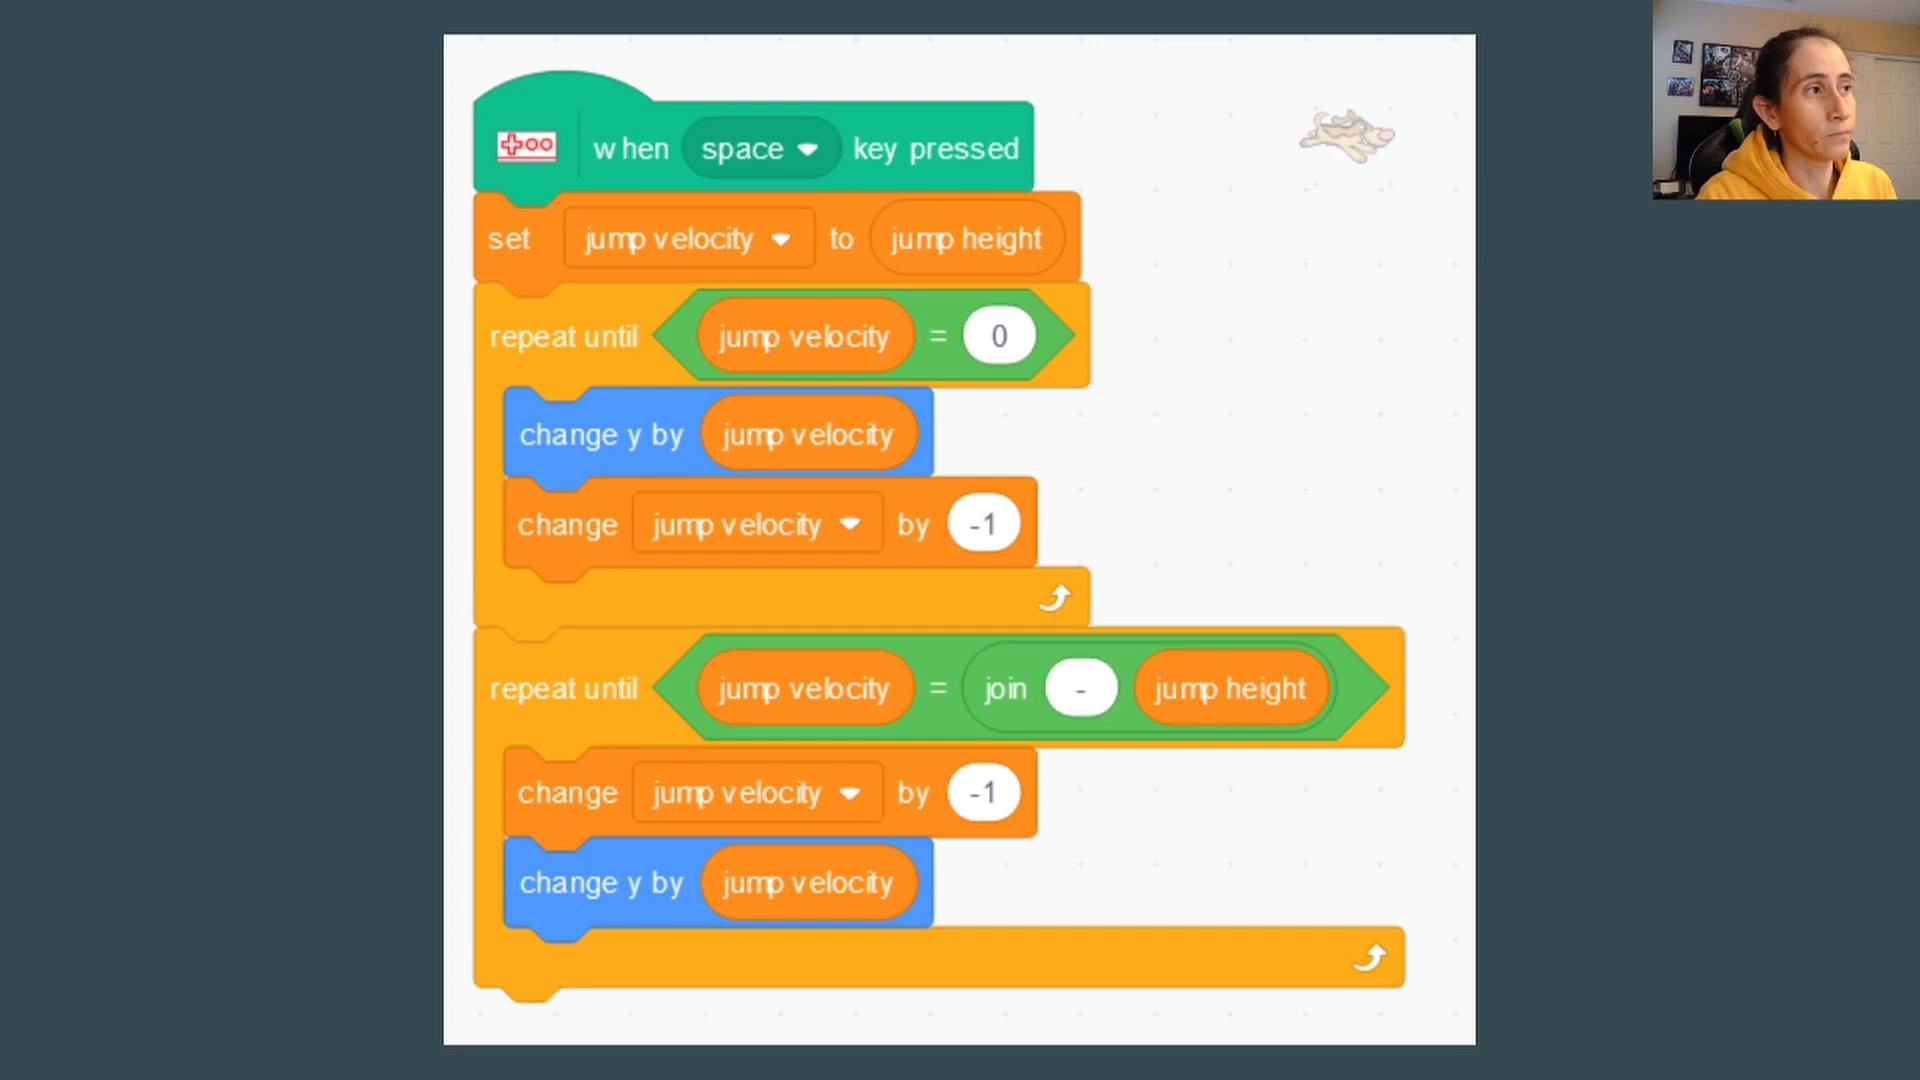 when space key pressed
set jump velocity to jump height
repeat until jump velocity = 0
change y by jump velocity
change jump velocity by -1
repeat until jump velocity = join - jump height
change jump velocity by -1
change y by jump velocity